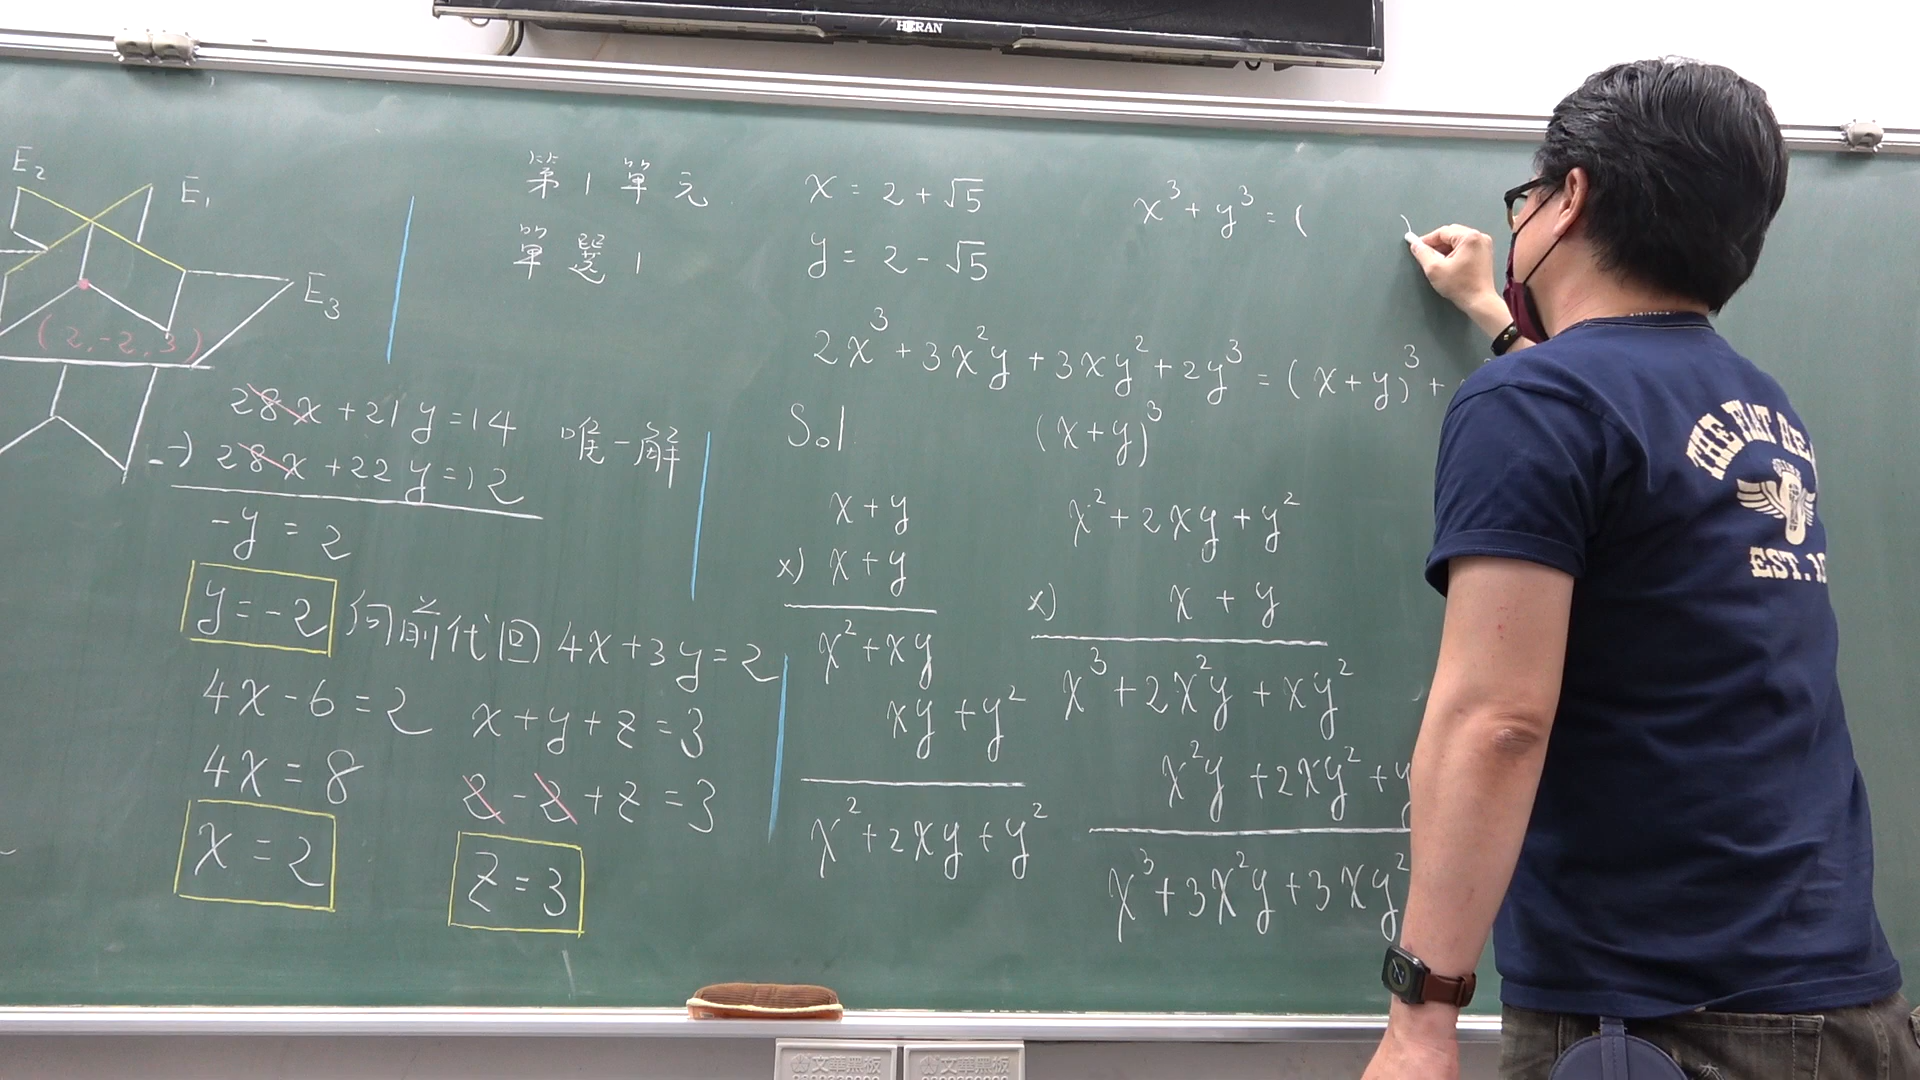 HERAN
E2
E1
E3
(2,-2,3)
28x+21y=14
-) 28x+22y=12
唯一解
-y=2
y=-2 向前代回 4x+3y=2
4x-6=2
4x=8
x=2
x+y+z=3
2-2+z=3
z=3
第1單元.
單選1
x=2+√5
y=2-√5
2x³+3x²y+3xy²+2y³=(x+y)³+
Sol
x+y
x) x+y
x²+xy
xy+y²
x²+2xy+y²
x³+y³=( )
(x+y)³
x²+2xy+y²
x) x+y
x³+2x²y+xy²
x²y+2xy²+y
x³+3x²y+3xy²
文華黑板
文華黑板
THE FLAT HEA
EST. 1